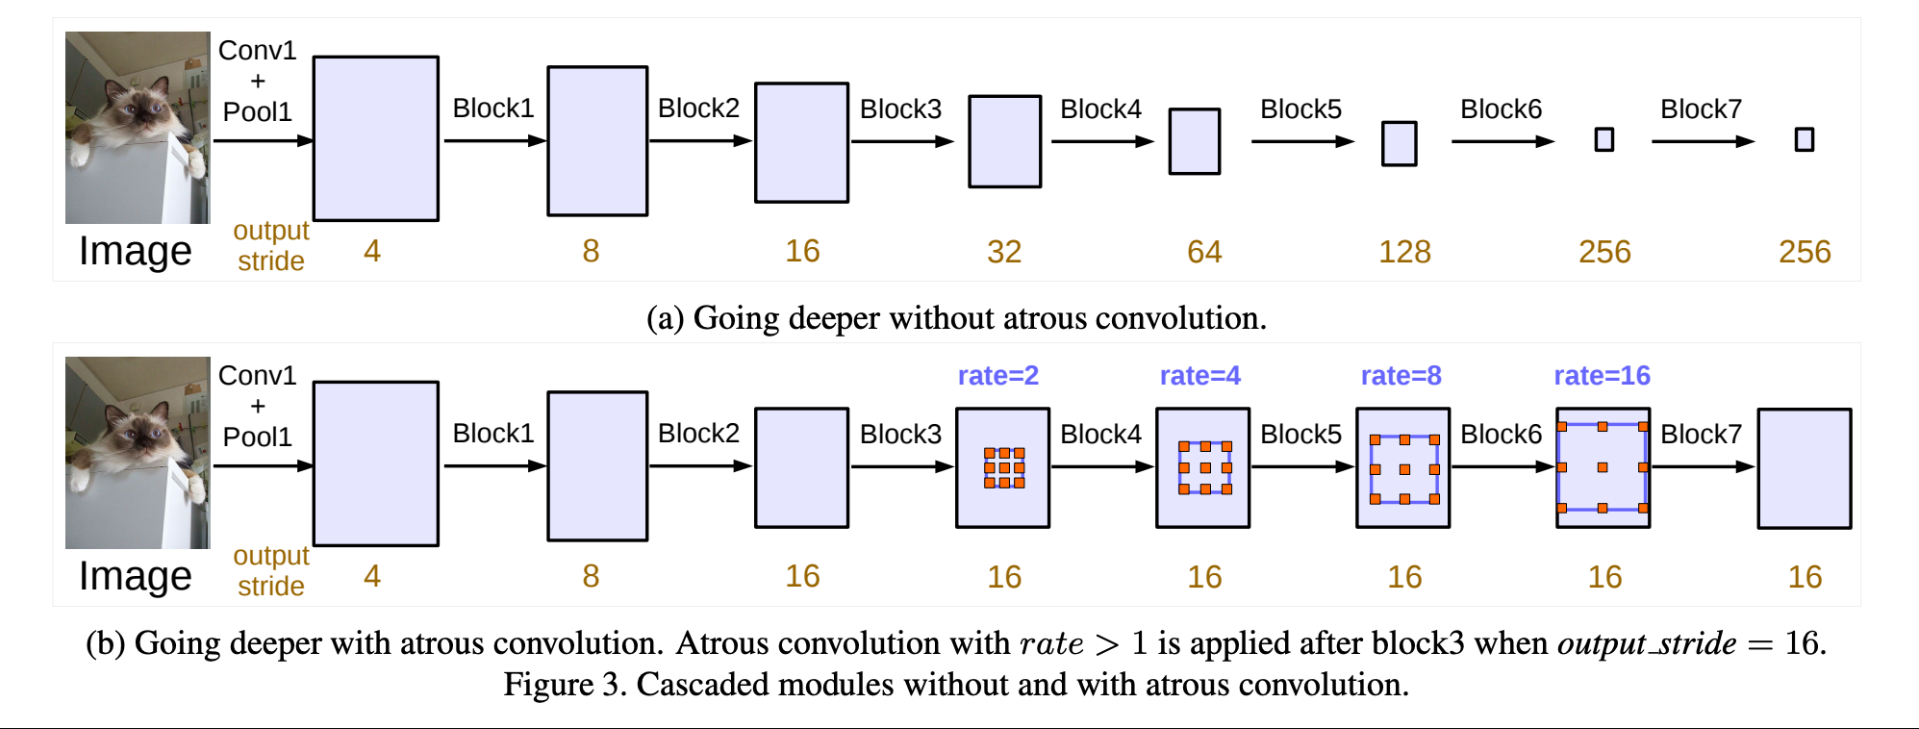 Conv1
+
Pool1
Block1
Block2
Block3
Block4
Block5
Block6
Block7
Image
output
stride
4
8
16
32
64
128
256
256
(a) Going deeper without atrous convolution.
Conv1
+
Pool1
Block1
Block2
Block3
rate=2
Block4
rate=4
Block5
rate=8
Block6
rate=16
Block7
Image
output
stride
4
8
16
16
16
16
16
16
(b) Going deeper with atrous convolution. Atrous convolution with rate > 1 is applied after block3 when output_stride = 16.
Figure 3. Cascaded modules without and with atrous convolution.